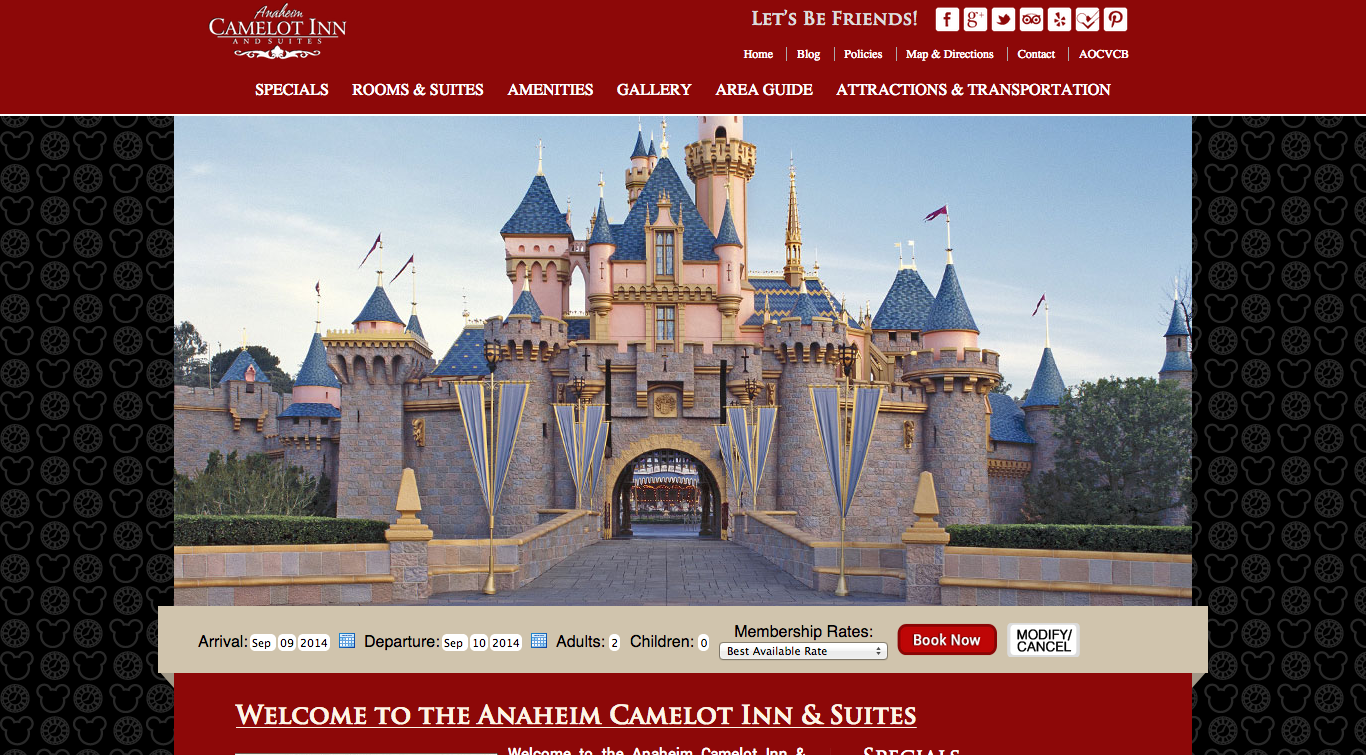 Anaheim
CAMELOT INN
AND SUITES
LET'S BE FRIENDS!
f g+
Home Blog Policies Map & Directions Contact AOCVCB
SPECIALS ROOMS & SUITES AMENITIES GALLERY AREA GUIDE ATTRACTIONS & TRANSPORTATION
Membership Rates:
Arrival: Sep 09 2014 Departure: Sep 10 2014 Adults: 2 Children: 0 Best Available Rate Book Now MODIFY/
CANCEL
WELCOME TO THE ANAHEIM CAMELOT INN & SUITES
Welcome to the Anaheim Camelot Inn & SPECIALS